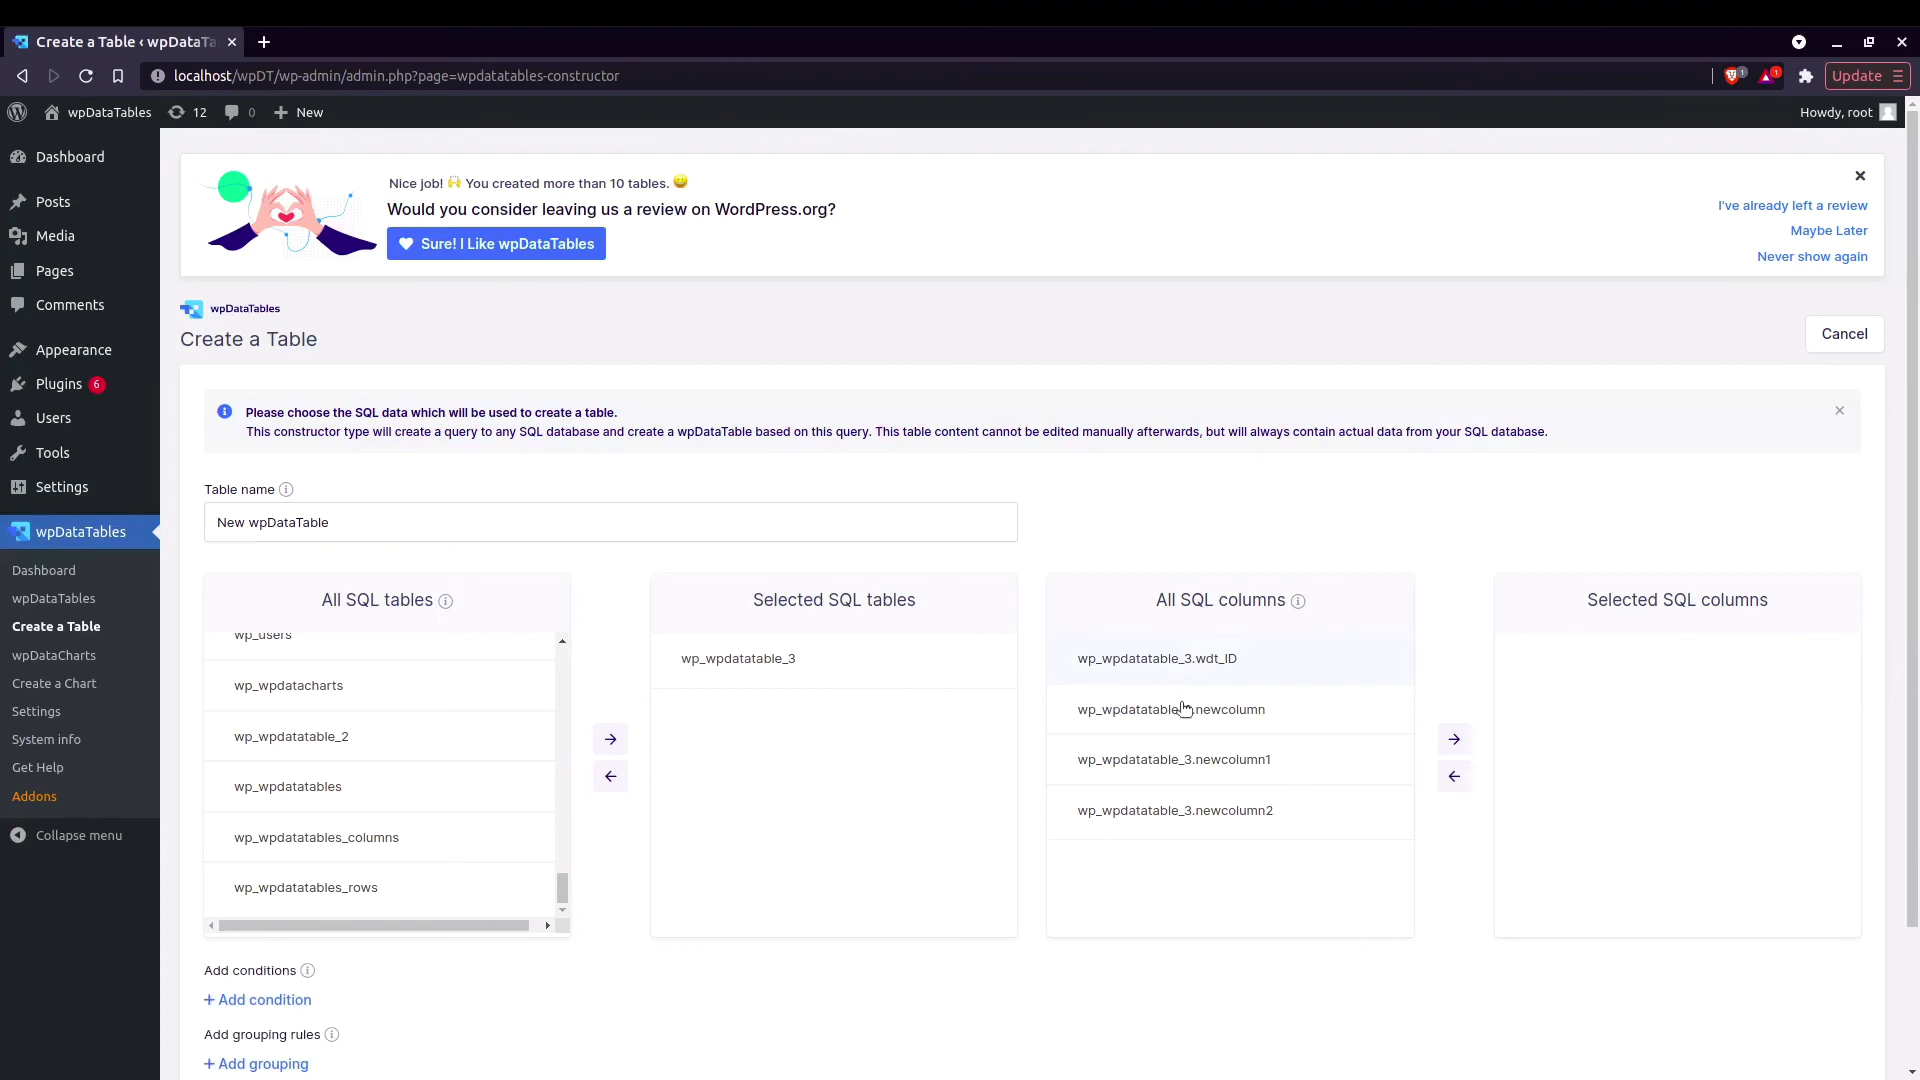 Create a Table ‹ wpDataTa
localhost/wpDT/wp-admin/admin.php?page=wpdatatables-constructor
1
1
Update
wpDataTables
12
0
New
Howdy, root
Dashboard
Posts
Media
Pages
Comments
Appearance
Plugins 6
Users
Tools
Settings
wpDataTables
Dashboard
wpDataTables
Create a Table
wpDataCharts
Create a Chart
Settings
System info
Get Help
Addons
Collapse menu
Nice job! 🙌 You created more than 10 tables. 😀
Would you consider leaving us a review on WordPress.org?
Sure! I Like wpDataTables
I've already left a review
Maybe Later
Never show again
wpDataTables
Create a Table
Cancel
Please choose the SQL data which will be used to create a table.
This constructor type will create a query to any SQL database and create a wpDataTable based on this query. This table content cannot be edited manually afterwards, but will always contain actual data from your SQL database.
Table name
New wpDataTable
All SQL tables
wp_users
wp_wpdatacharts
wp_wpdatatable_2
wp_wpdatatables
wp_wpdatatables_columns
wp_wpdatatables_rows
Selected SQL tables
wp_wpdatatable_3
All SQL columns
wp_wpdatatable_3.wdt_ID
wp_wpdatatable .newcolumn
wp_wpdatatable_3.newcolumn1
wp_wpdatatable_3.newcolumn2
Selected SQL columns
Add conditions
+ Add condition
Add grouping rules
+ Add grouping